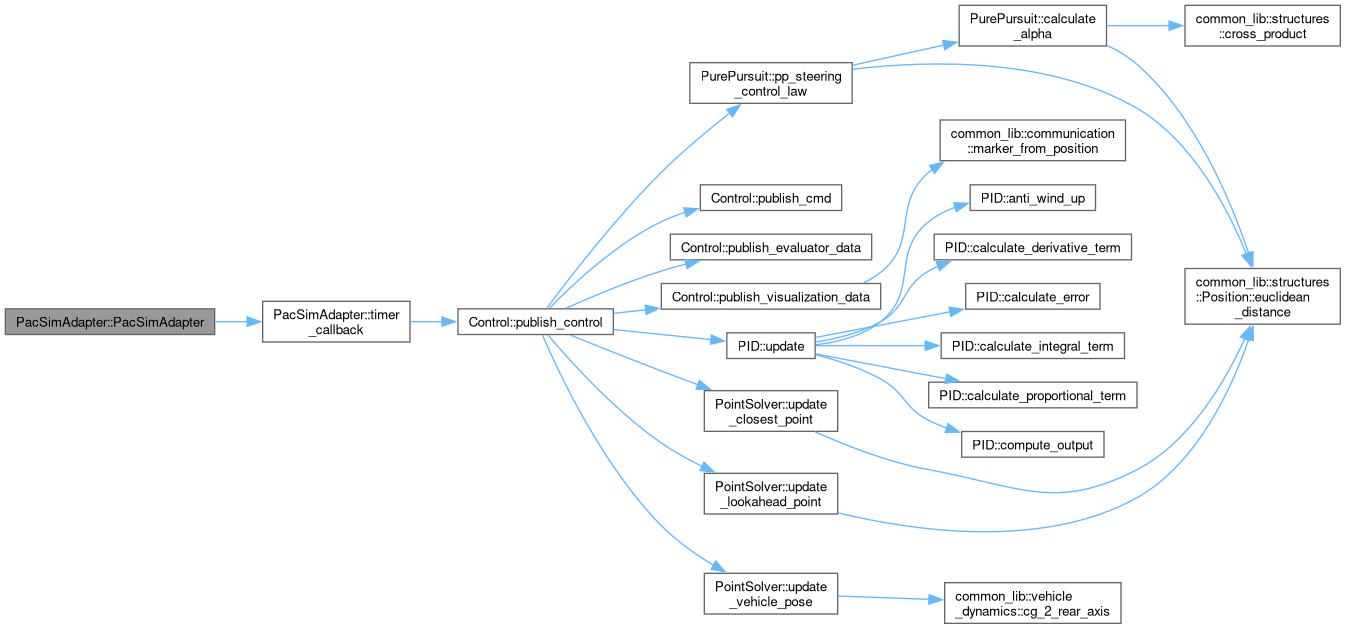 PacSimAdapter::PacSimAdapter
PacSimAdapter::timer
_callback
Control::publish_control
PurePursuit::pp_steering
_control_law
Control::publish_cmd
Control::publish_evaluator_data
Control::publish_visualization_data
PID::update
PointSolver::update
_closest_point
PointSolver::update
_lookahead_point
PointSolver::update
_vehicle_pose
PurePursuit::calculate
_alpha
common_lib::communication
::marker_from_position
PID::anti_wind_up
PID::calculate_derivative_term
PID::calculate_error
PID::calculate_integral_term
PID::calculate_proportional_term
PID::compute_output
common_lib::vehicle
_dynamics::cg_2_rear_axis
common_lib::structures
::cross_product
common_lib::structures
::Position::euclidean
_distance